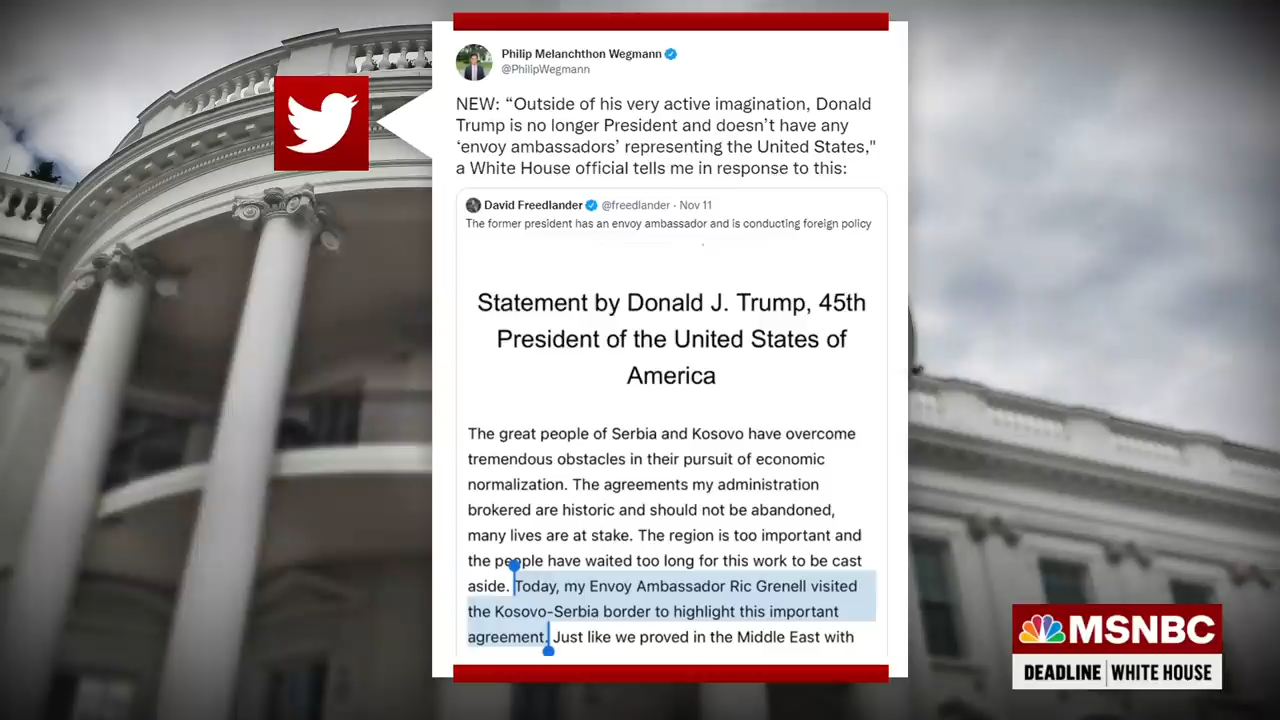 Philip Melanchthon Wegmann
@PhilipWegmann
NEW: “Outside of his very active imagination, Donald
Trump is no longer President and doesn’t have any
‘envoy ambassadors’ representing the United States,"
a White House official tells me in response to this:
David Freedlander @freedlander · Nov 11
The former president has an envoy ambassador and is conducting foreign policy
Statement by Donald J. Trump, 45th
President of the United States of
America
The great people of Serbia and Kosovo have overcome
tremendous obstacles in their pursuit of economic
normalization. The agreements my administration
brokered are historic and should not be abandoned,
many lives are at stake. The region is too important and
the people have waited too long for this work to be cast
aside. Today, my Envoy Ambassador Ric Grenell visited
the Kosovo-Serbia border to highlight this important
agreement. Just like we proved in the Middle East with
MSNBC
DEADLINE | WHITE HOUSE